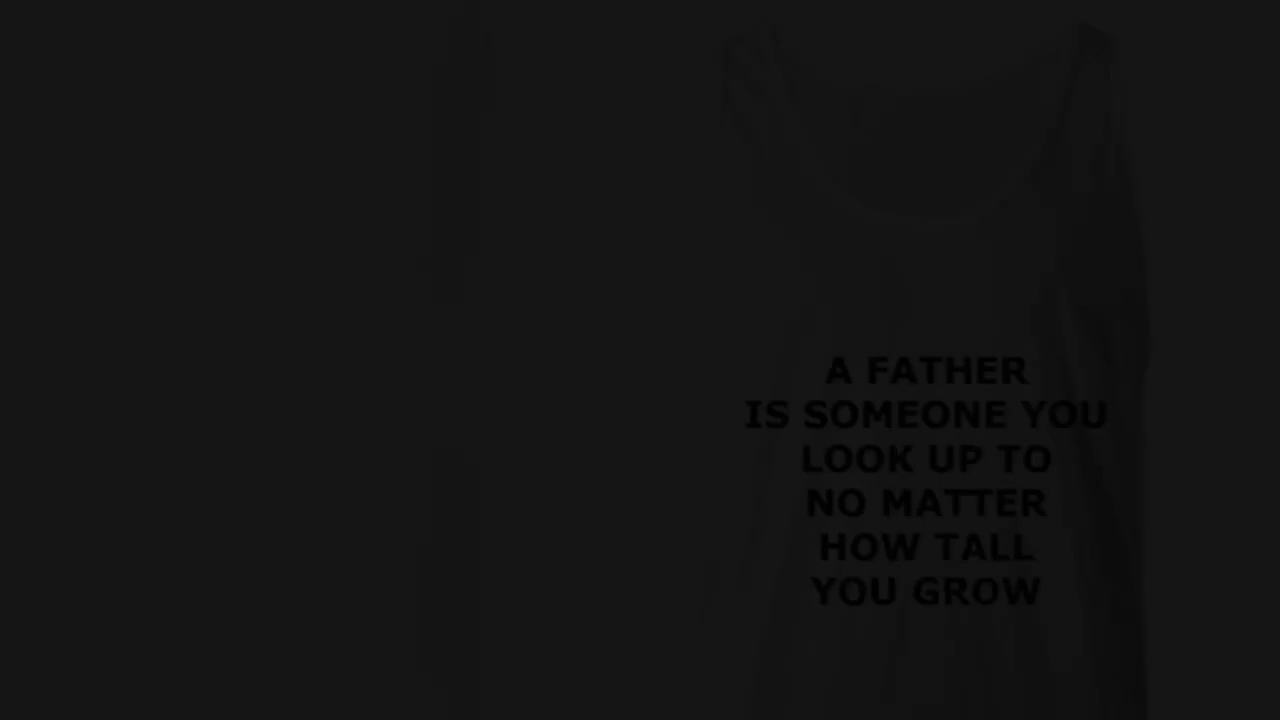 A FATHER
IS SOMEONE YOU
LOOK UP TO
NO MATTER
HOW TALL
YOU GROW